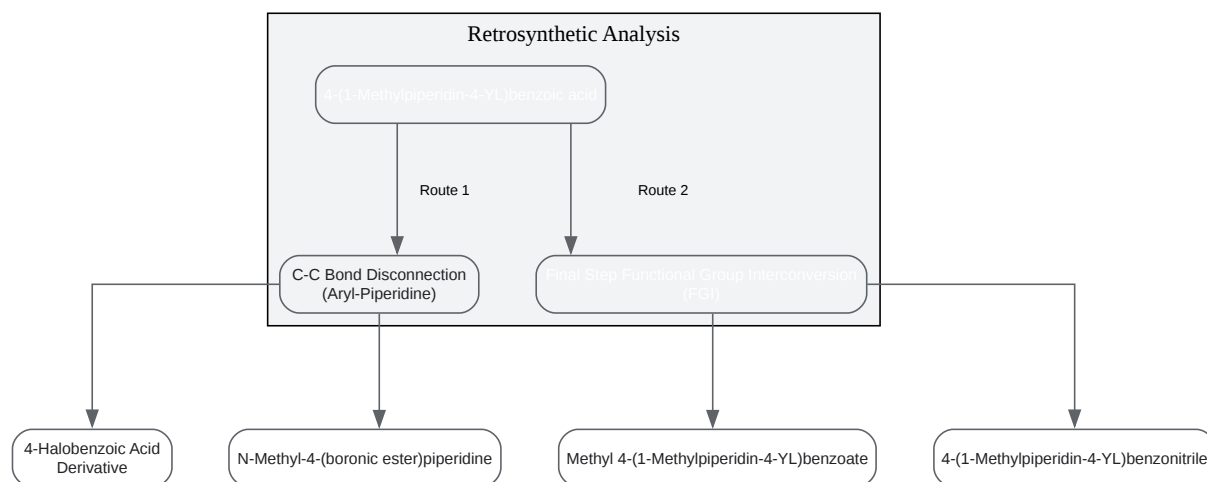 Retrosynthetic Analysis
4-(1-Methylpiperidin-4-YL)benzoic acid
Route 1
Route 2
C-C Bond Disconnection
(Aryl-Piperidine)
Final Step Functional Group Interconversion
(FGI)
4-Halobenzoic Acid
Derivative
N-Methyl-4-(boronic ester)piperidine
Methyl 4-(1-Methylpiperidin-4-YL)benzoate
4-(1-Methylpiperidin-4-YL)benzonitrile